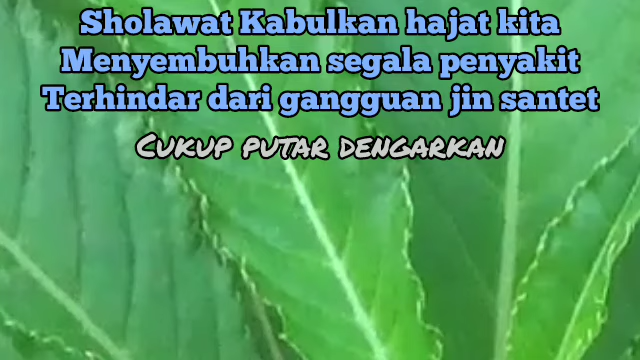 Sholawat Kabulkan hajat kita
Menyembuhkan segala penyakit
Terhindar dari gangguan jin santet
CUKUP PUTAR DENGARKAN